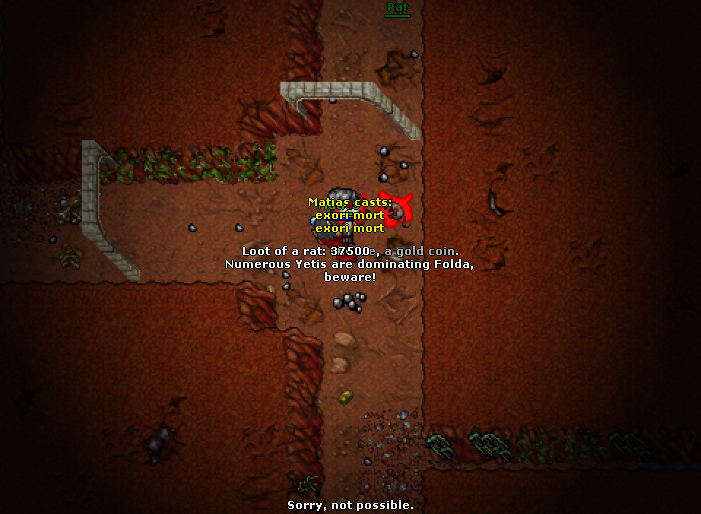 Rat
Matias casts:
exori mort
exori mort
Loot of a rat: 37500e, a gold coin.
Numerous Yetis are dominating Folda,
beware!
Sorry, not possible.